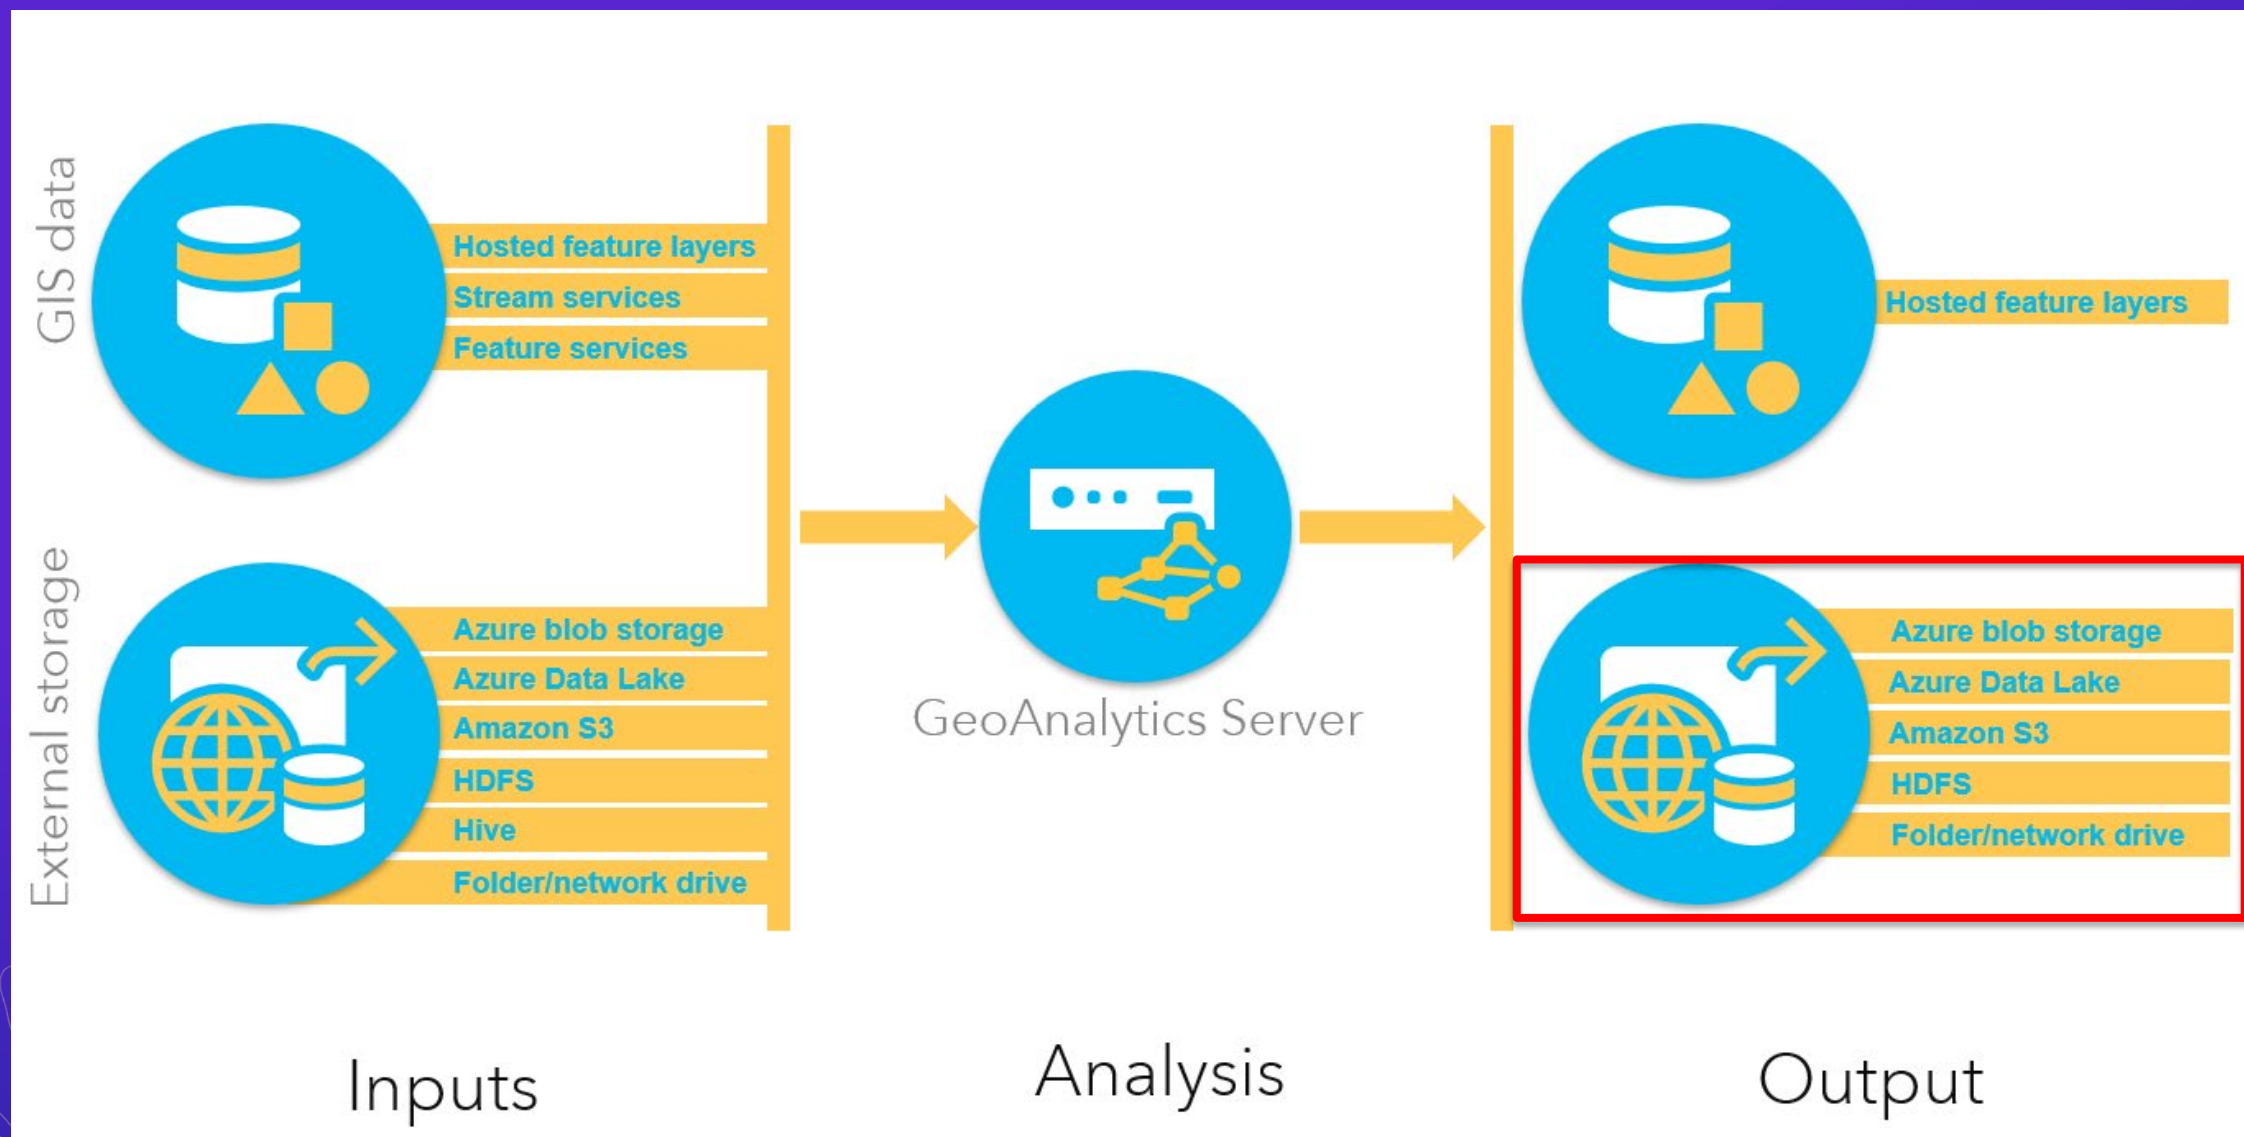 GIS data
Hosted feature layers
Stream services
Feature services
External storage
Azure blob storage
Azure Data Lake
Amazon S3
HDFS
Hive
Folder/network drive
Inputs
GeoAnalytics Server
Analysis
Hosted feature layers
Azure blob storage
Azure Data Lake
Amazon S3
HDFS
Folder/network drive
Output